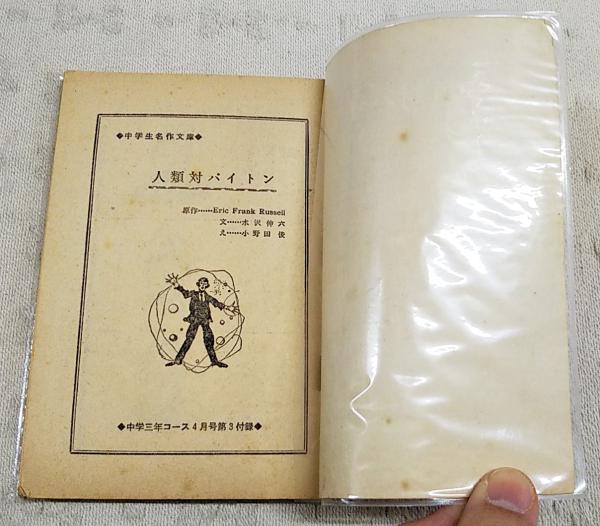 ◆中学生名作文庫◆
人類対バイトン
原作……Eric Frank Russell
文……水沢伸六
え……小野田俊
◆中学三年コース4月号第3付録◆